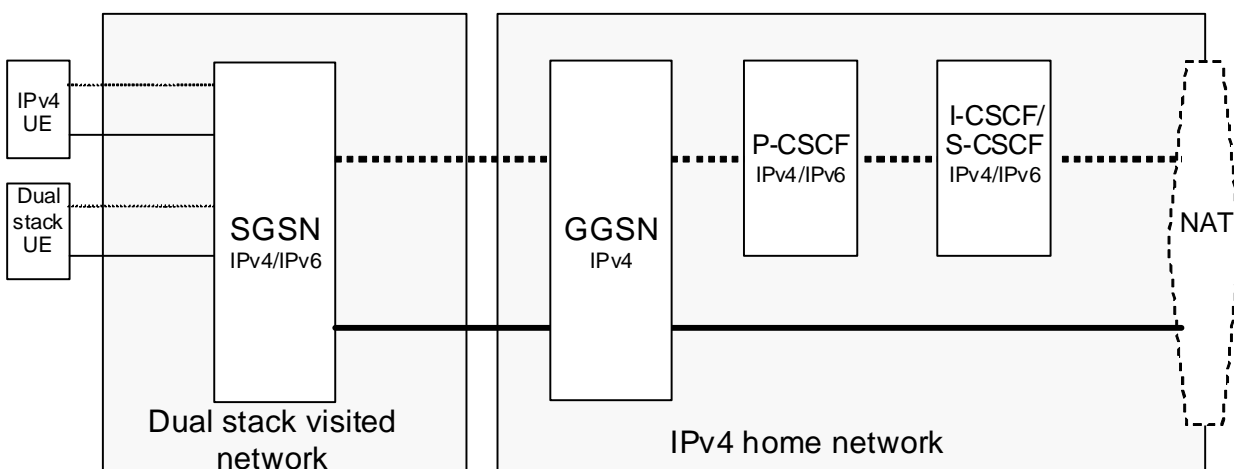 IPv4
UE
Dual
stack
UE
SGSN
IPv4/IPv6
Dual stack visited
network
GGSN
IPv4
P-CSCF
IPv4/IPv6
I-CSCF/
S-CSCF
IPv4/IPv6
NAT
IPv4 home network